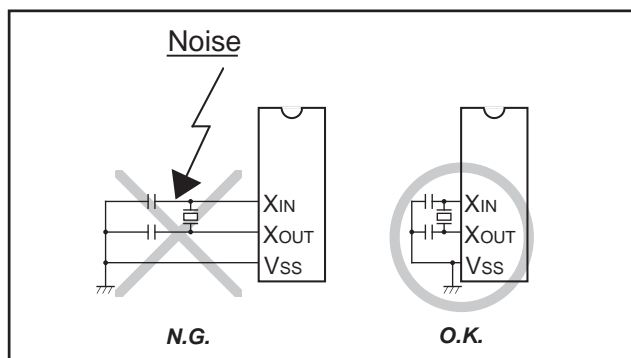 Noise
XIN
XOUT
VSS
N.G.
XIN
XOUT
VSS
O.K.